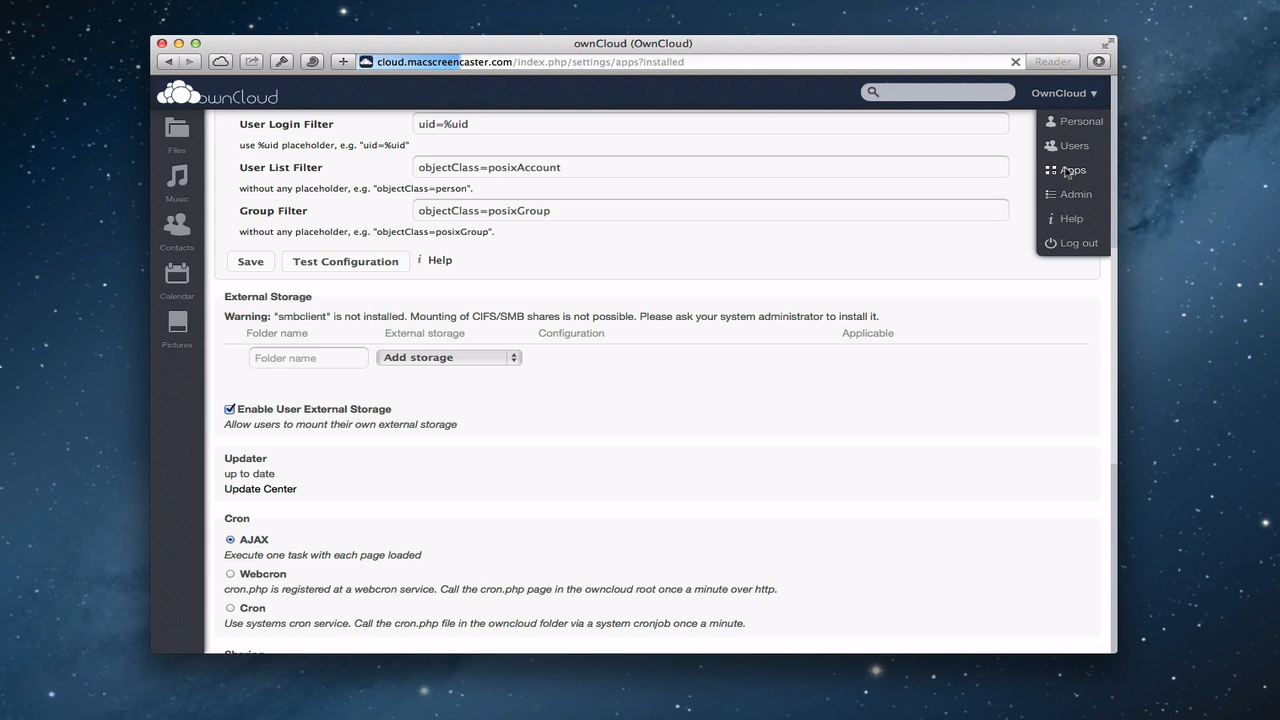 ownCloud (OwnCloud)
cloud.macscreencaster.com/index.php/settings/apps?installed
Reader
ownCloud
OwnCloud ▾
Personal
Users
Apps
Admin
Help
Log out
Files
Music
Contacts
Calendar
Pictures
User Login Filter
uid=%uid
use %uid placeholder, e.g. "uid=%uid"
User List Filter
objectClass=posixAccount
without any placeholder, e.g. "objectClass=person".
Group Filter
objectClass=posixGroup
without any placeholder, e.g. "objectClass=posixGroup".
Save
Test Configuration
i Help
External Storage
Warning: "smbclient" is not installed. Mounting of CIFS/SMB shares is not possible. Please ask your system administrator to install it.
Folder name External storage Configuration Applicable
Folder name
Add storage
Enable User External Storage
Allow users to mount their own external storage
Updater
up to date
Update Center
Cron
AJAX
Execute one task with each page loaded
Webcron
cron.php is registered at a webcron service. Call the cron.php page in the owncloud root once a minute over http.
Cron
Use systems cron service. Call the cron.php file in the owncloud folder via a system cronjob once a minute.
Sharing